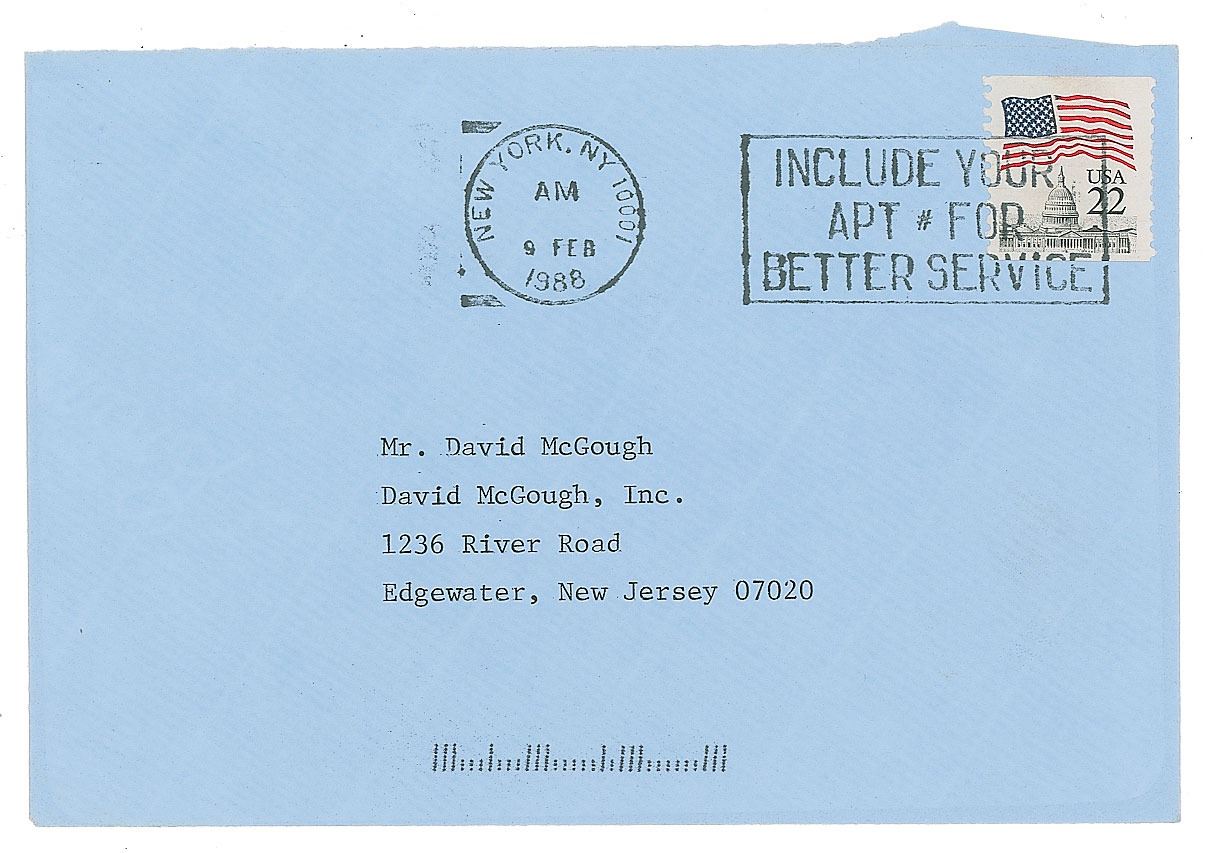 NEW YORK, NY 10001
AM
9 FEB
1988
INCLUDE YOUR
APT # FOR
BETTER SERVICE
USA
22
Mr. David McGough
David McGough, Inc.
1236 River Road
Edgewater, New Jersey 07020